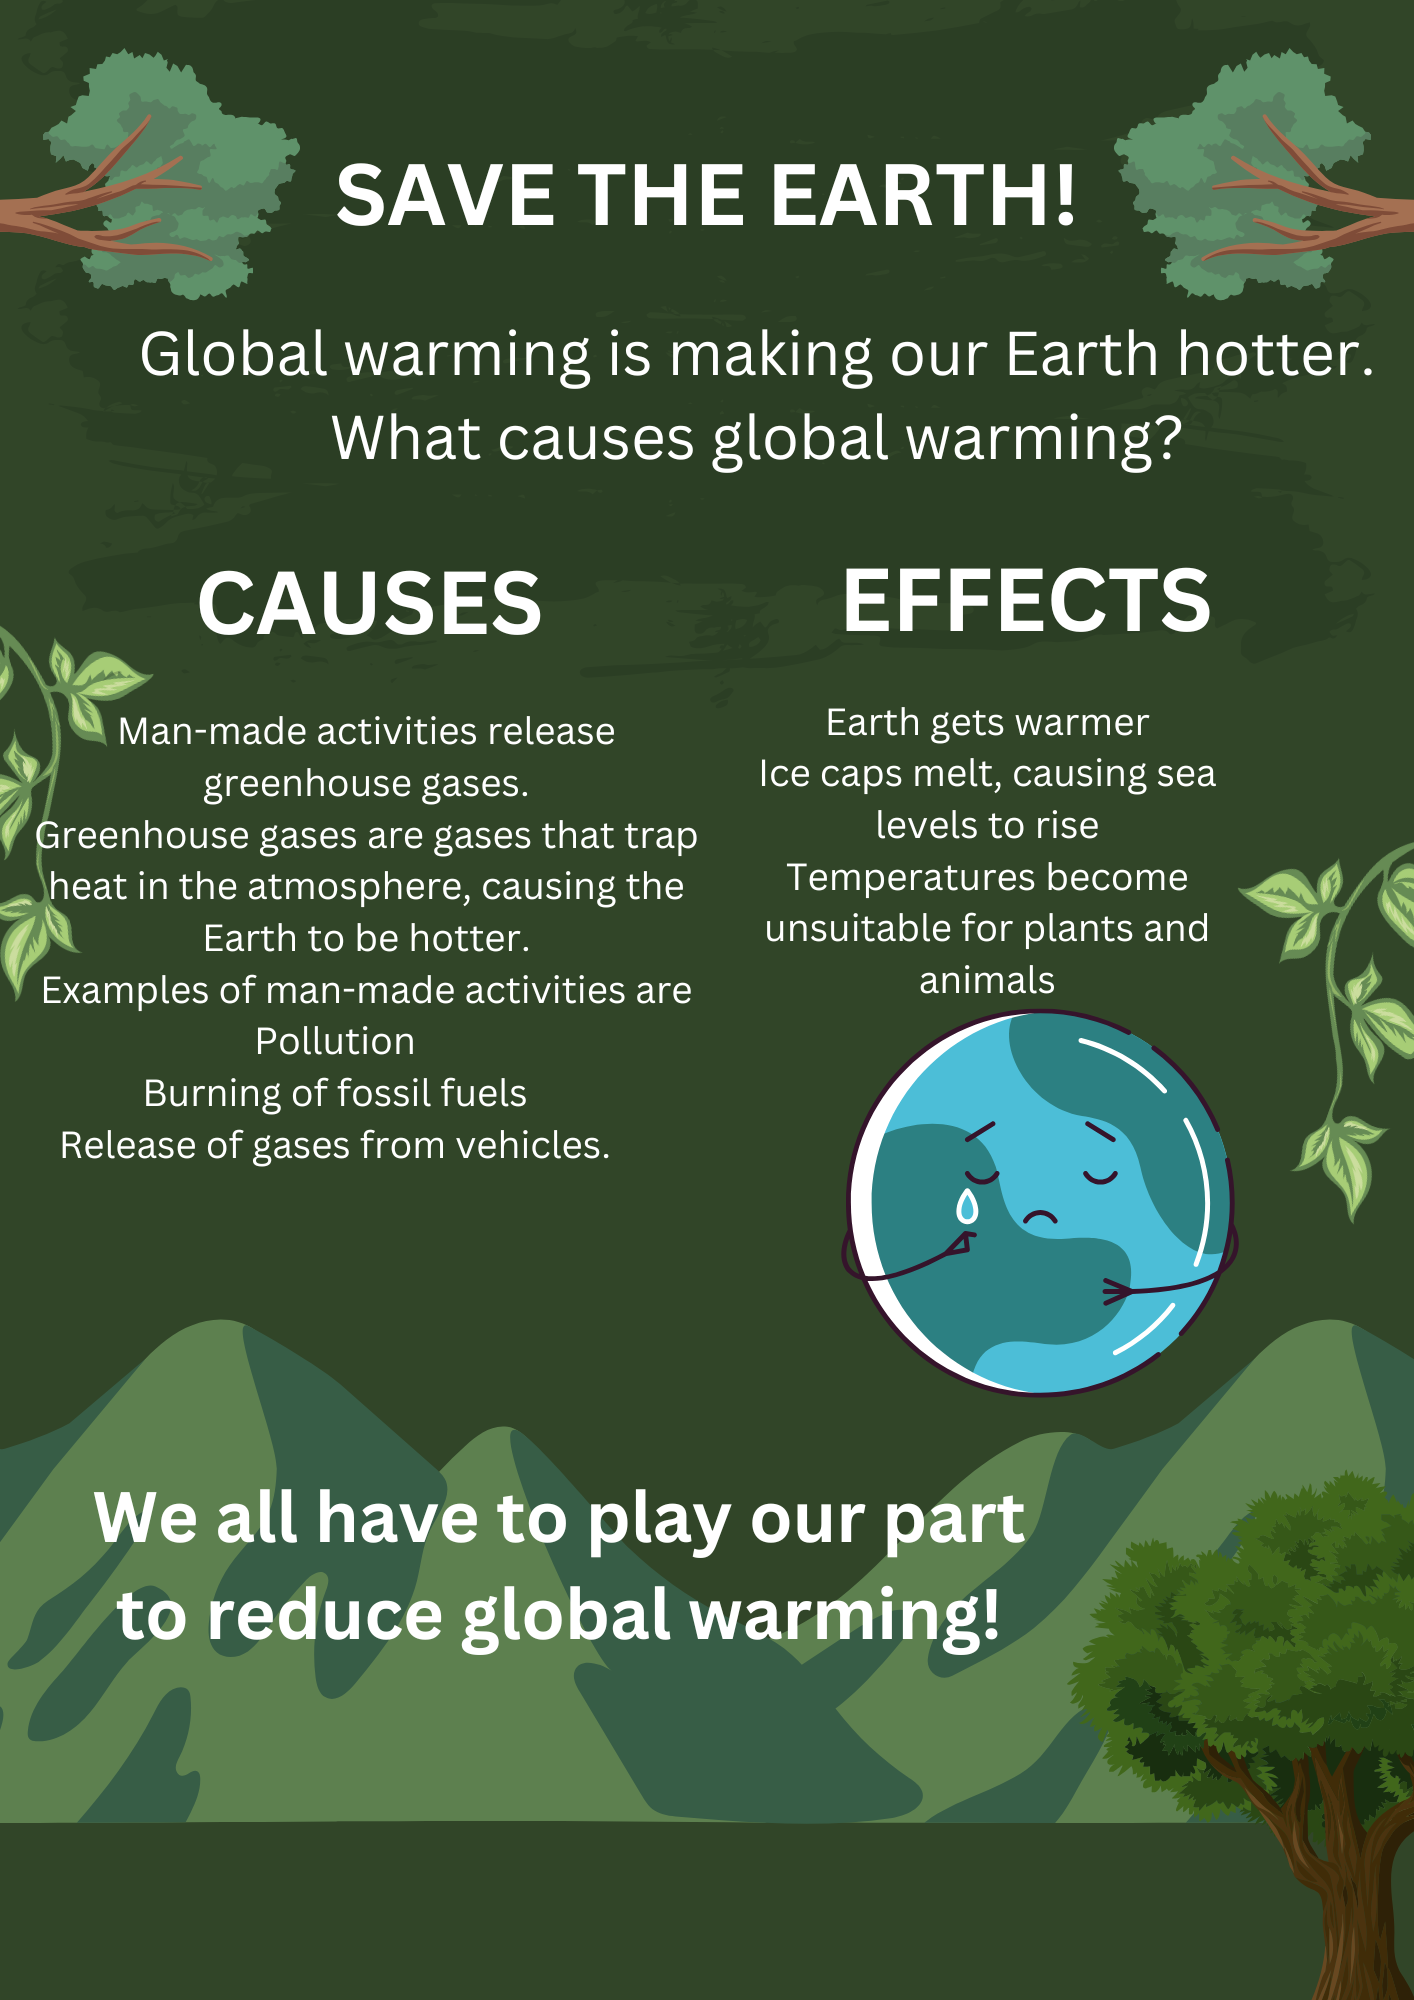 SAVE THE EARTH!
Global warming is making our Earth hotter.
What causes global warming?
CAUSES
Man-made activities release
greenhouse gases.
Greenhouse gases are gases that trap
heat in the atmosphere, causing the
Earth to be hotter.
Examples of man-made activities are
Pollution
Burning of fossil fuels
Release of gases from vehicles.
EFFECTS
Earth gets warmer
Ice caps melt, causing sea
levels to rise
Temperatures become
unsuitable for plants and
animals
We all have to play our part
to reduce global warming!